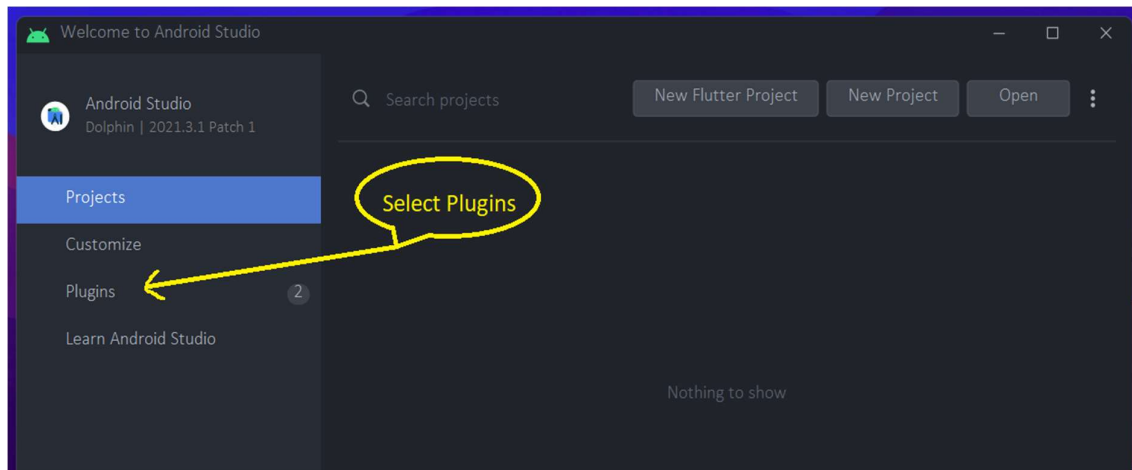 Welcome to Android Studio
Android Studio
Dolphin | 2021.3.1 Patch 1
Search projects
New Flutter Project
New Project
Open
Projects
Select Plugins
Customize
Plugins
2
Learn Android Studio
Nothing to show